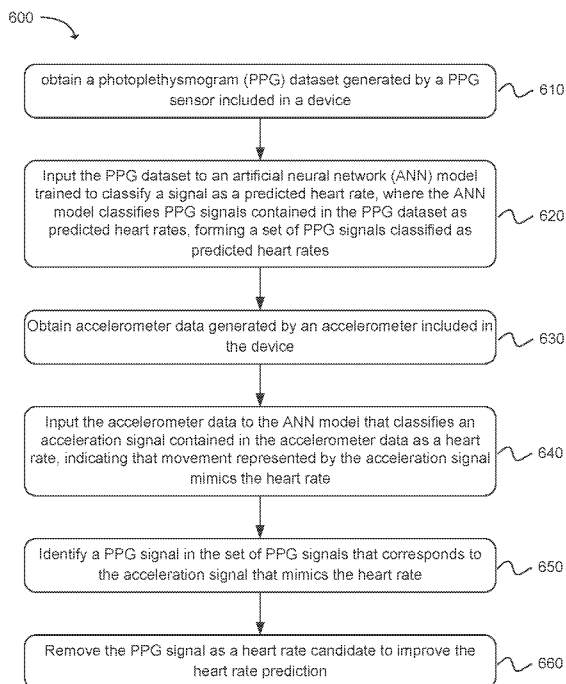 600
obtain a photoplethysmogram (PPG) dataset generated by a PPG
sensor included in a device
610
Input the PPG dataset to an artificial neural network (ANN) model
trained to classify a signal as a predicted heart rate, where the ANN
model classifies PPG signals contained in the PPG dataset as
predicted heart rates, forming a set of PPG signals classified as
predicted heart rates
620
Obtain accelerometer data generated by an accelerometer included in
the device
630
Input the accelerometer data to the ANN model that classifies an
acceleration signal contained in the accelerometer data as a heart
rate, indicating that movement represented by the acceleration signal
mimics the heart rate
640
Identify a PPG signal in the set of PPG signals that corresponds to
the acceleration signal that mimics the heart rate
650
Remove the PPG signal as a heart rate candidate to improve the
heart rate prediction
660